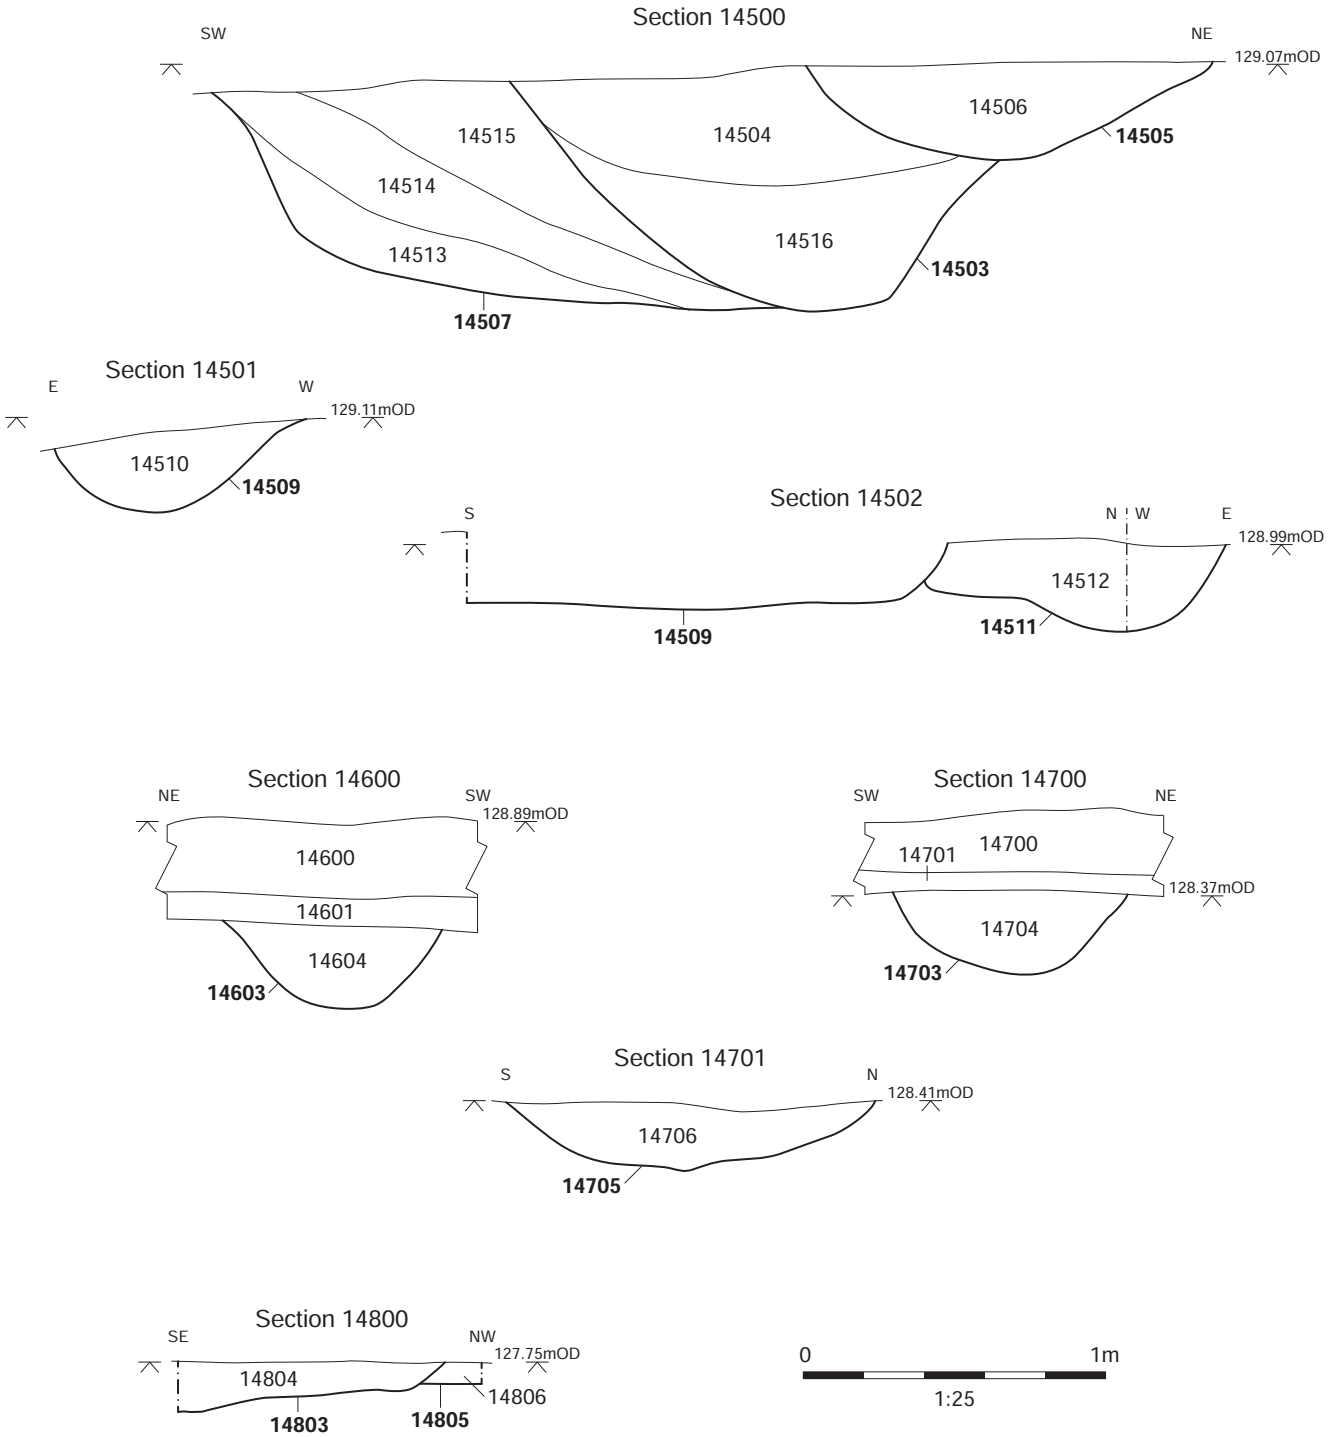 Section 14500
SW NE
129.07mOD
14506
14515 14504 14505
14514
14516
14513
14503
14507
Section 14501
E W
129.11mOD
14510
14509
Section 14502
S N W E
128.99mOD
14512
14511
14509
Section 14600
NE SW
128.89mOD
14600
14601
14604
14603
Section 14700
SW NE
14700
14701
128.37mOD
14704
14703
Section 14701
S N
128.41mOD
14706
14705
Section 14800
SE NW
127.75mOD
14804
14806
14803 14805
0 1m
1:25